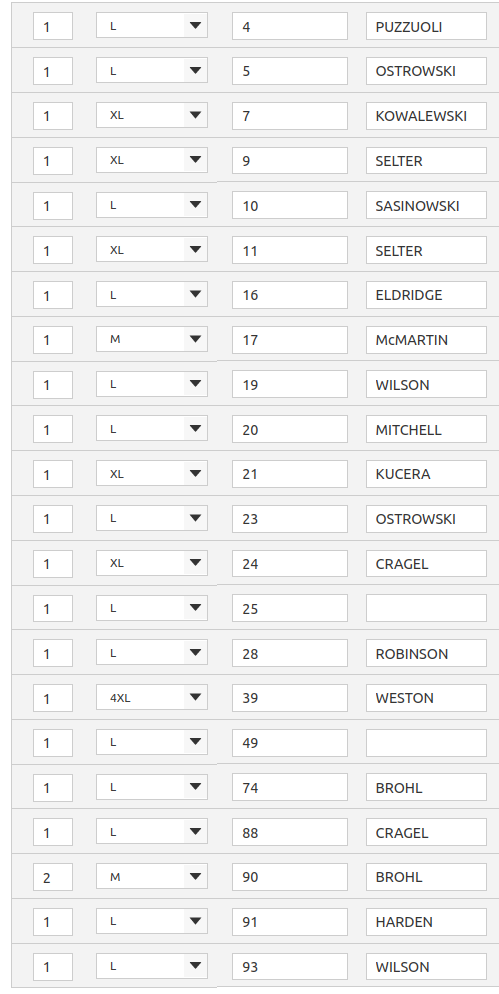 1 L 4 PUZZUOLI
1 L 5 OSTROWSKI
1 XL 7 KOWALEWSKI
1 XL 9 SELTER
1 L 10 SASINOWSKI
1 XL 11 SELTER
1 L 16 ELDRIDGE
1 M 17 McMARTIN
1 L 19 WILSON
1 L 20 MITCHELL
1 XL 21 KUCERA
1 L 23 OSTROWSKI
1 XL 24 CRAGEL
1 L 25
1 L 28 ROBINSON
1 4XL 39 WESTON
1 L 49
1 L 74 BROHL
1 L 88 CRAGEL
2 M 90 BROHL
1 L 91 HARDEN
1 L 93 WILSON